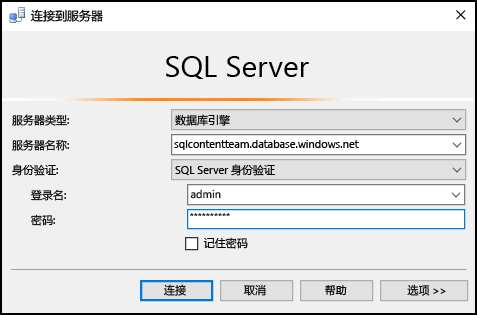 连接到服务器
SQL Server
服务器类型: 数据库引擎
服务器名称: sqlcontentteam.database.windows.net
身份验证: SQL Server 身份验证
登录名: admin
密码: **********
记住密码
连接 取消 帮助 选项 >>